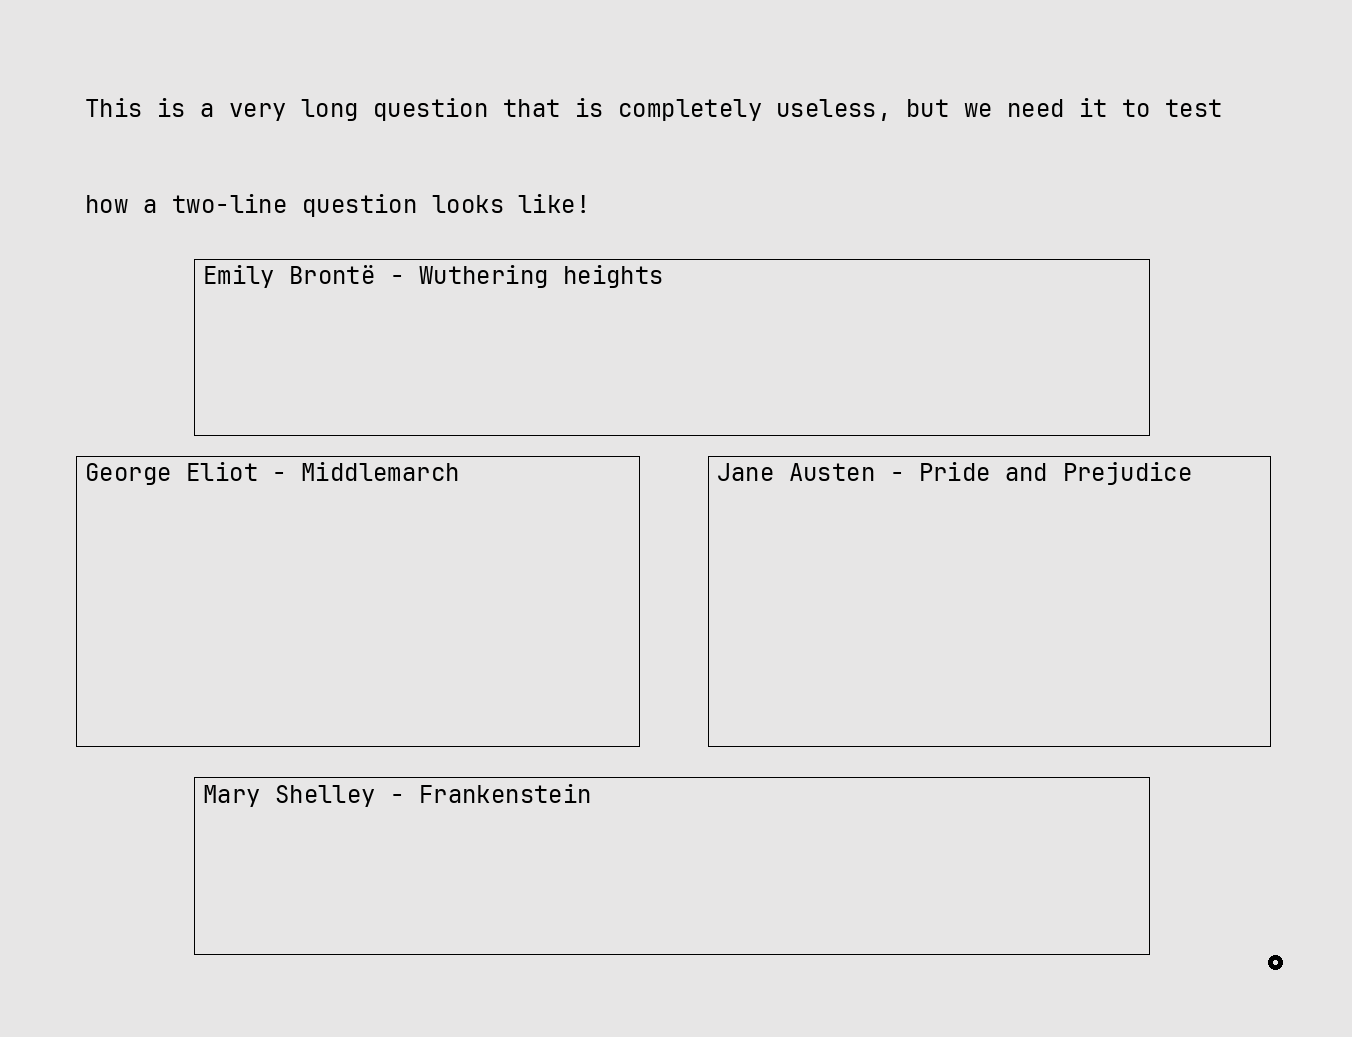 This is a very long question that is completely useless, but we need it to test
how a two-line question looks like!
Emily Brontë - Wuthering heights
George Eliot - Middlemarch
Jane Austen - Pride and Prejudice
Mary Shelley - Frankenstein